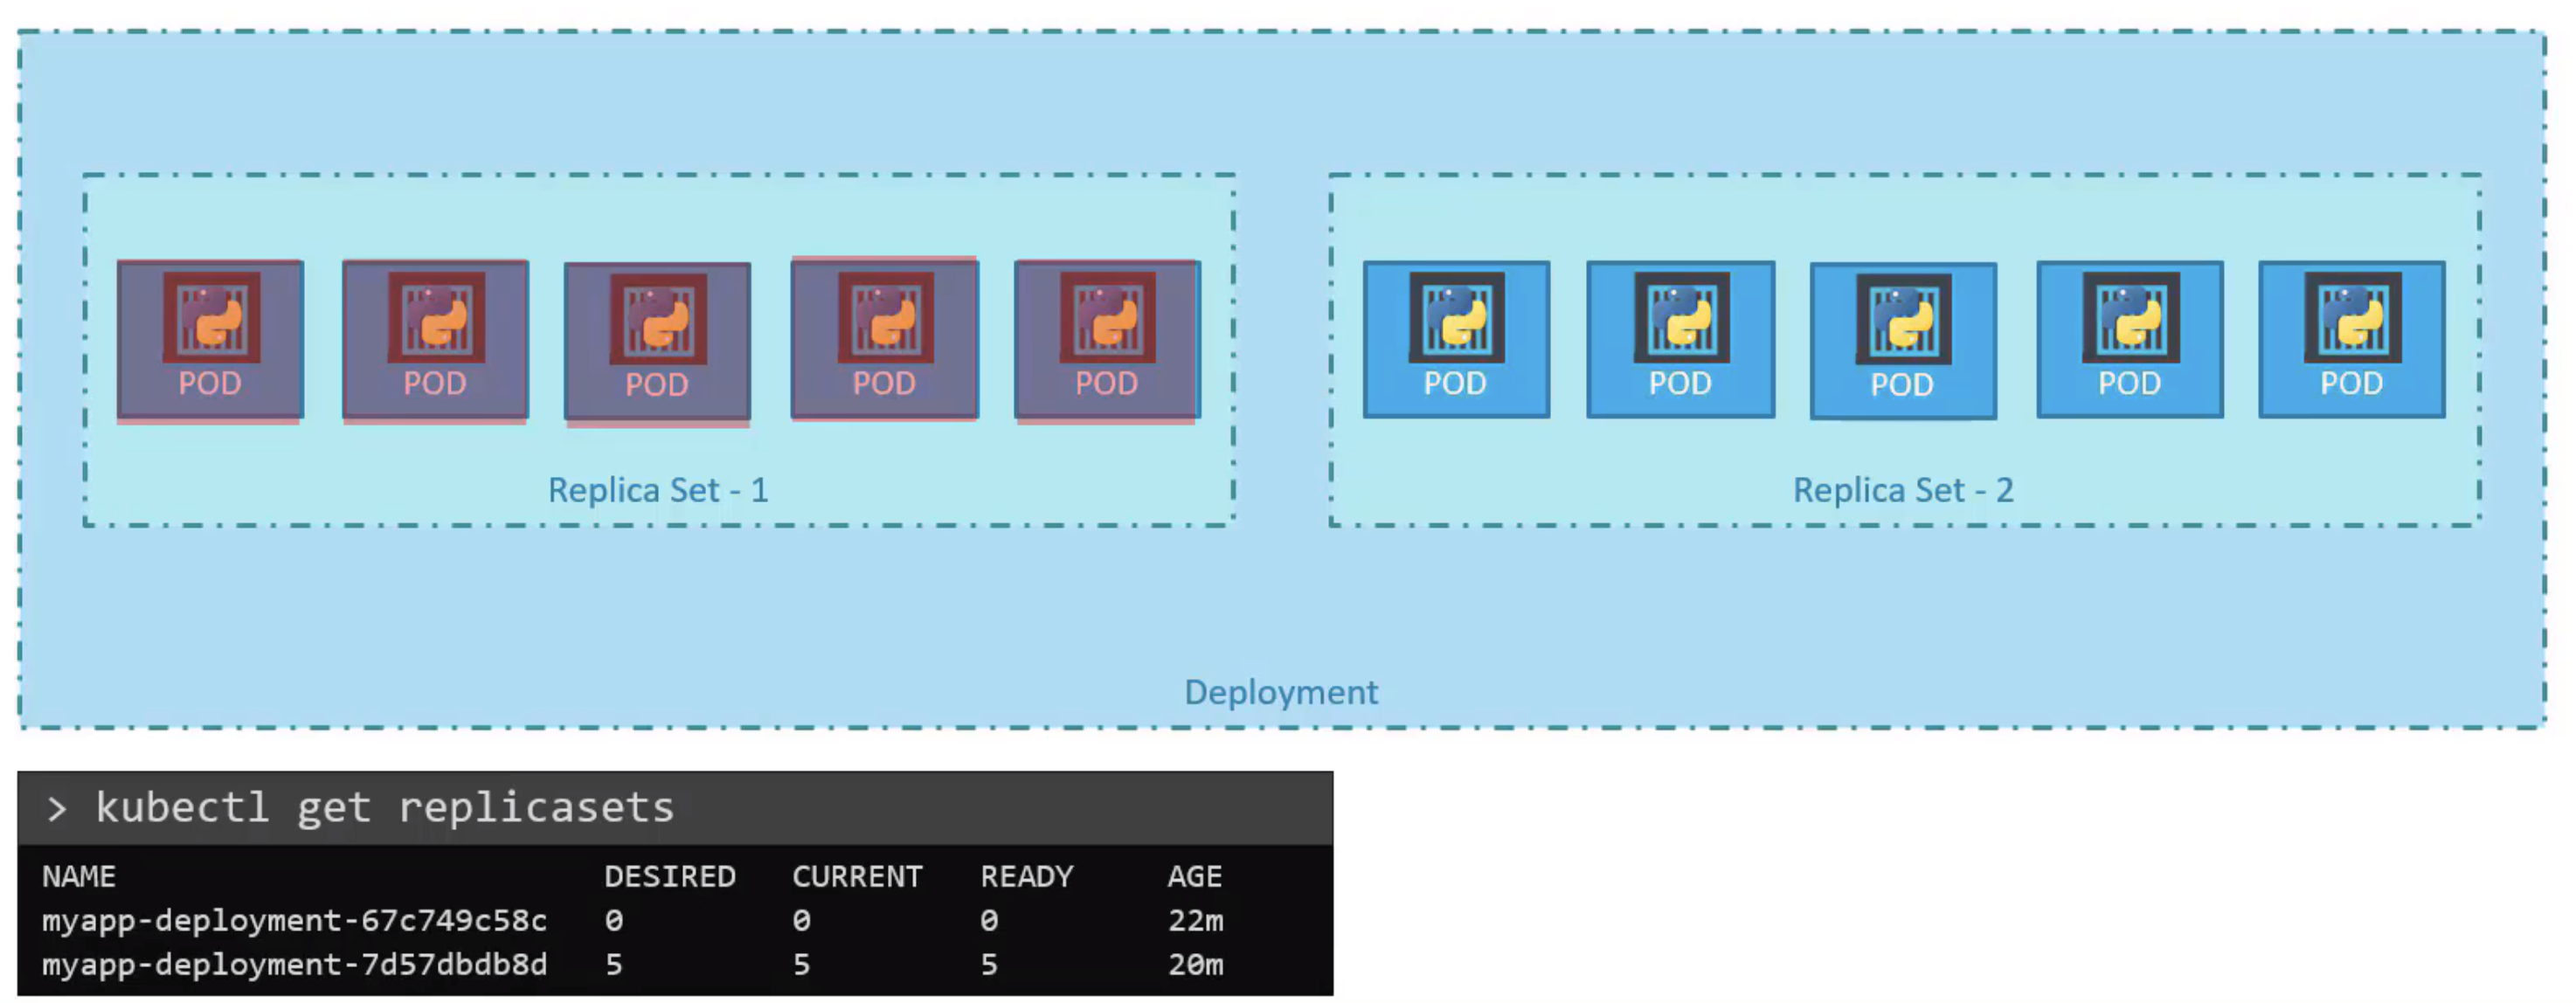 POD POD POD POD POD
Replica Set - 1
POD POD POD POD POD
Replica Set - 2
Deployment
> kubectl get replicasets
NAME DESIRED CURRENT READY AGE
myapp-deployment-67c749c58c 0 0 0 22m
myapp-deployment-7d57dbdb8d 5 5 5 20m